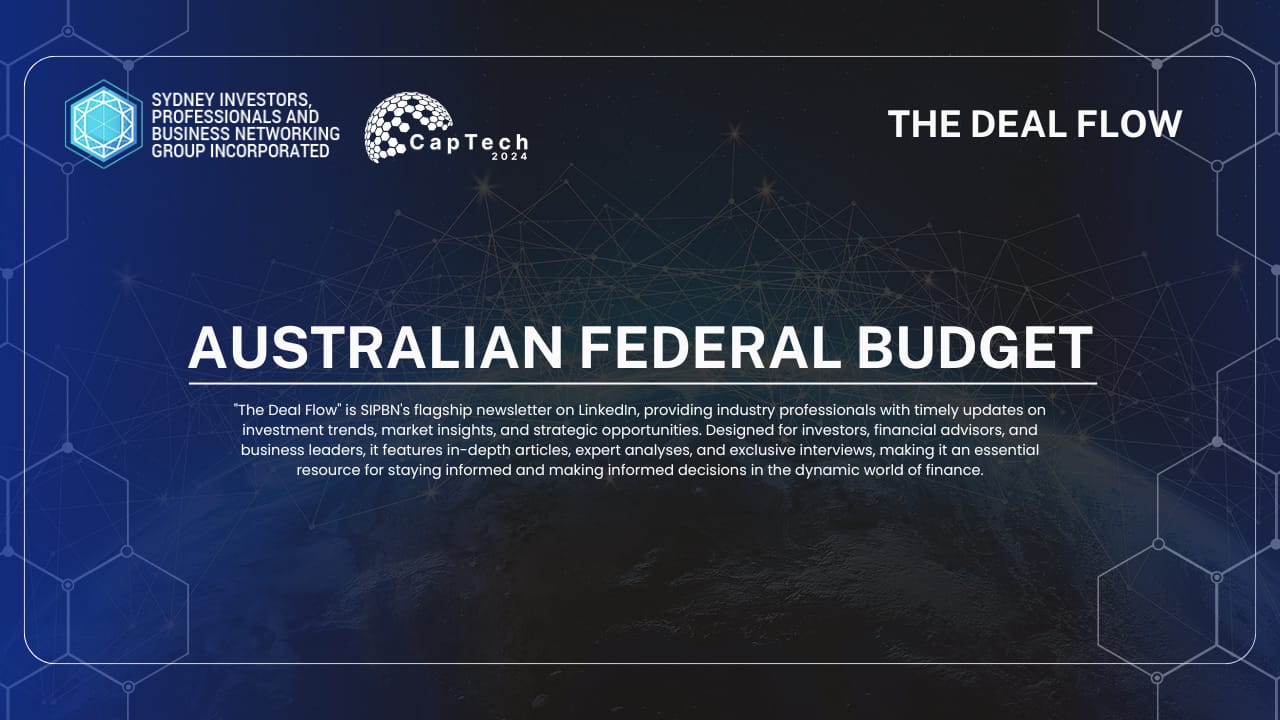 SYDNEY INVESTORS,
PROFESSIONALS AND
BUSINESS NETWORKING
GROUP INCORPORATED
CapTech
2024
THE DEAL FLOW
AUSTRALIAN FEDERAL BUDGET
"The Deal Flow" is SIPBN's flagship newsletter on LinkedIn, providing industry professionals with timely updates on
investment trends, market insights, and strategic opportunities. Designed for investors, financial advisors, and
business leaders, it features in-depth articles, expert analyses, and exclusive interviews, making it an essential
resource for staying informed and making informed decisions in the dynamic world of finance.